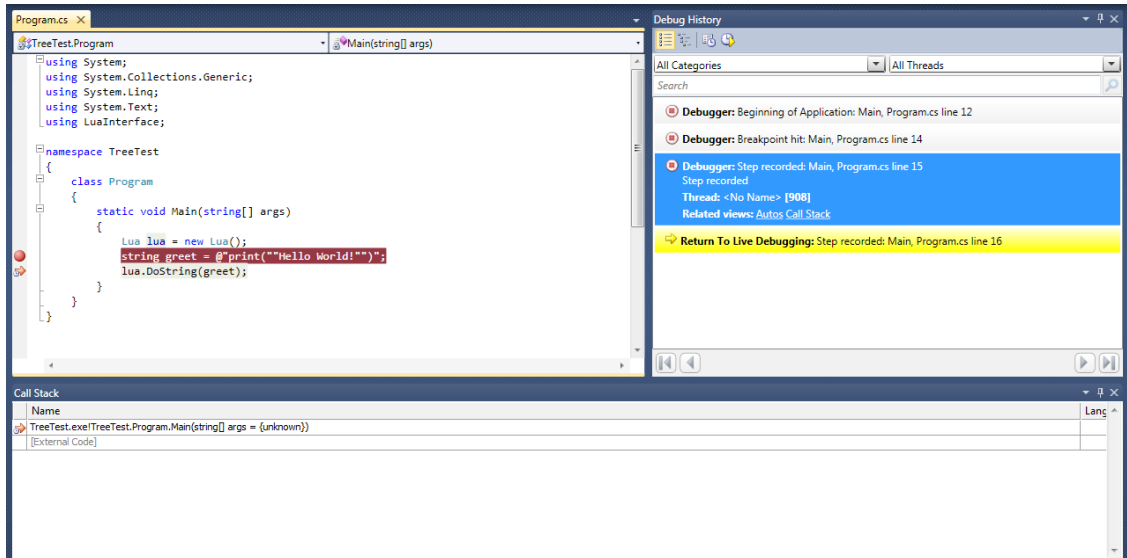 Program.cs
TreeTest.Program
Main(string[] args)
using System;
using System.Collections.Generic;
using System.Linq;
using System.Text;
using LuaInterface;
namespace TreeTest
{
class Program
{
static void Main(string[] args)
{
Lua lua = new Lua();
string greet = @"print(""Hello World!"")";
lua.DoString(greet);
}
}
}
Debug History
All Categories
All Threads
Search
Debugger: Beginning of Application: Main, Program.cs line 12
Debugger: Breakpoint hit: Main, Program.cs line 14
Debugger: Step recorded: Main, Program.cs line 15
Step recorded
Thread: <No Name> [908]
Related views: Autos Call Stack
Return To Live Debugging: Step recorded: Main, Program.cs line 16
Call Stack
Name
Lang
TreeTest.exe!TreeTest.Program.Main(string[] args = {unknown})
[External Code]